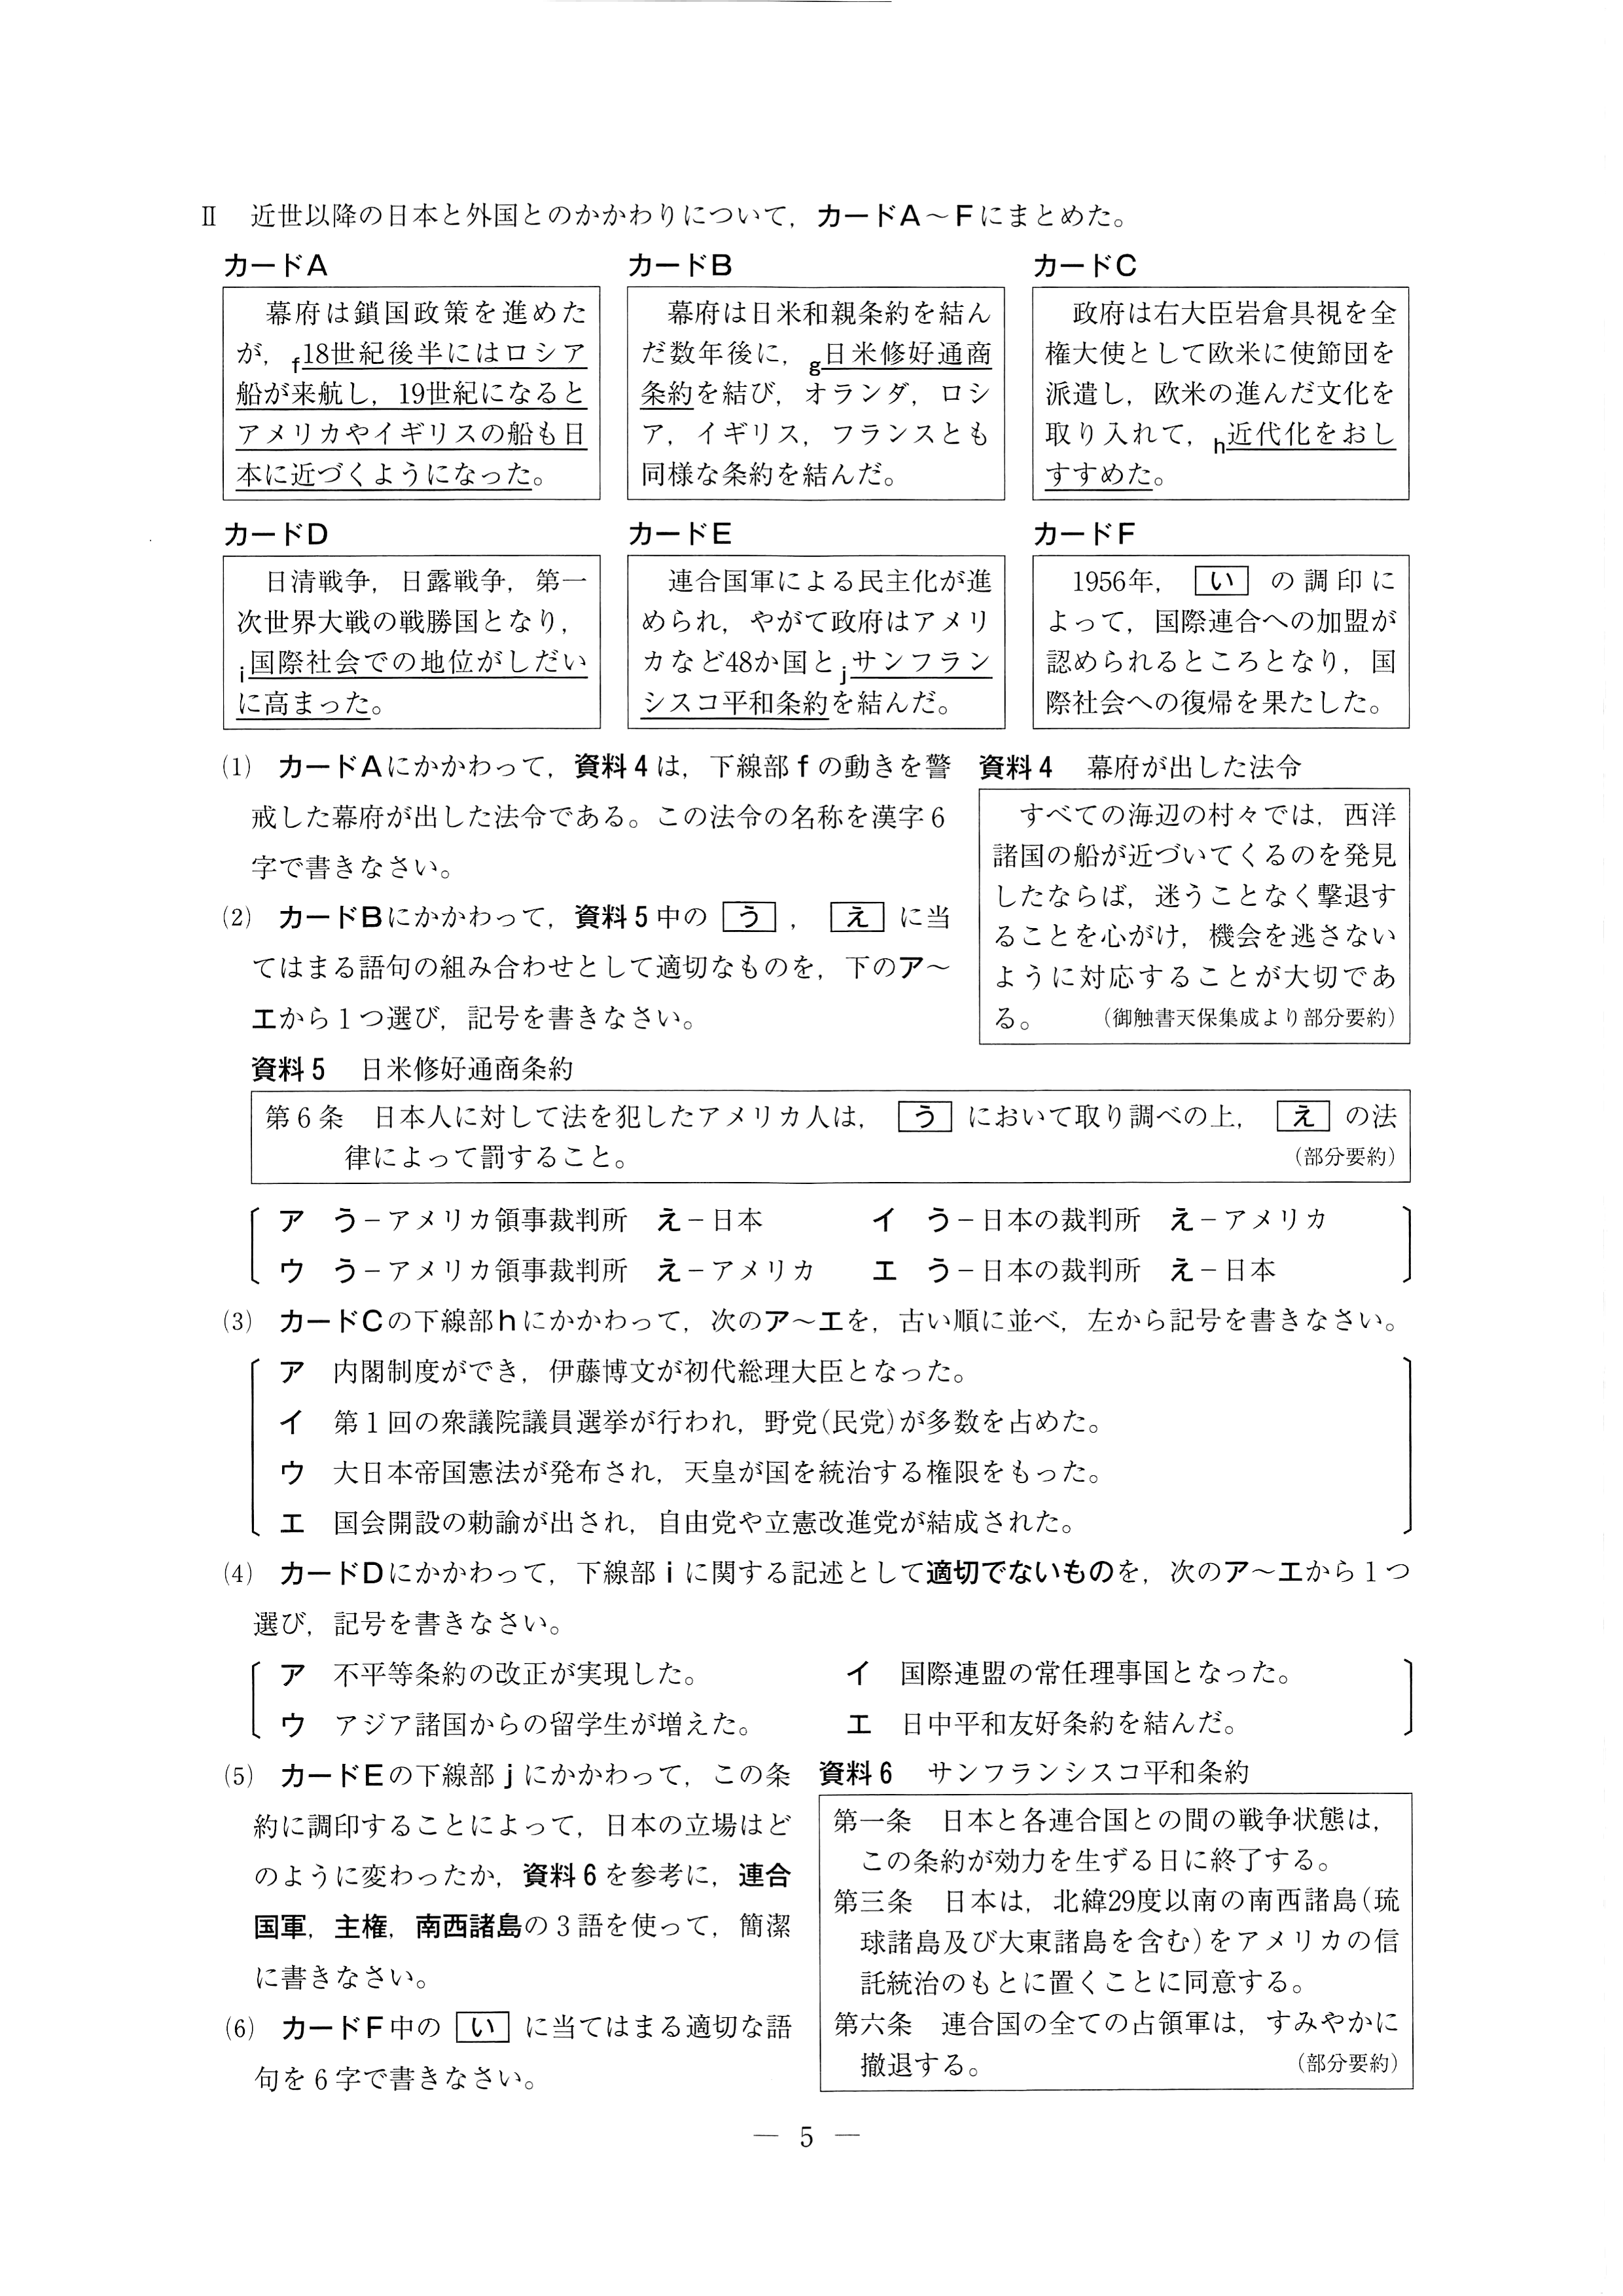 Ⅱ 近世以降の日本と外国とのかかわりについて，カードA～Fにまとめた。
カードA
幕府は鎖国政策を進めた
が，f18世紀後半にはロシア
船が来航し，19世紀になると
アメリカやイギリスの船も日
本に近づくようになった。
カードB
幕府は日米和親条約を結ん
だ数年後に，g日米修好通商
条約を結び，オランダ，ロシ
ア，イギリス，フランスとも
同様な条約を結んだ。
カードC
政府は右大臣岩倉具視を全
権大使として欧米に使節団を
派遣し，欧米の進んだ文化を
取り入れて，h近代化をおし
すすめた。
カードD
日清戦争，日露戦争，第一
次世界大戦の戦勝国となり，
i国際社会での地位がしだい
に高まった。
カードE
連合国軍による民主化が進
められ，やがて政府はアメリ
カなど48か国とjサンフラン
シスコ平和条約を結んだ。
カードF
1956年， い の調印に
よって，国際連合への加盟が
認められるところとなり，国
際社会への復帰を果たした。
(1) カードAにかかわって，資料4は，下線部fの動きを警
戒した幕府が出した法令である。この法令の名称を漢字6
字で書きなさい。
(2) カードBにかかわって，資料5中の う ， え に当
てはまる語句の組み合わせとして適切なものを，下のア～
エから1つ選び，記号を書きなさい。
資料4 幕府が出した法令
すべての海辺の村々では，西洋
諸国の船が近づいてくるのを発見
したならば，迷うことなく撃退す
ることを心がけ，機会を逃さない
ように対応することが大切であ
る。 （御触書天保集成より部分要約）
資料5 日米修好通商条約
第6条 日本人に対して法を犯したアメリカ人は， う において取り調べの上， え の法
律によって罰すること。 （部分要約）
ア う－アメリカ領事裁判所 え－日本 イ う－日本の裁判所 え－アメリカ
ウ う－アメリカ領事裁判所 え－アメリカ エ う－日本の裁判所 え－日本
(3) カードCの下線部hにかかわって，次のア～エを，古い順に並べ，左から記号を書きなさい。
ア 内閣制度ができ，伊藤博文が初代総理大臣となった。
イ 第1回の衆議院議員選挙が行われ，野党（民党）が多数を占めた。
ウ 大日本帝国憲法が発布され，天皇が国を統治する権限をもった。
エ 国会開設の勅諭が出され，自由党や立憲改進党が結成された。
(4) カードDにかかわって，下線部iに関する記述として適切でないものを，次のア～エから1つ
選び，記号を書きなさい。
ア 不平等条約の改正が実現した。 イ 国際連盟の常任理事国となった。
ウ アジア諸国からの留学生が増えた。 エ 日中平和友好条約を結んだ。
(5) カードEの下線部jにかかわって，この条
約に調印することによって，日本の立場はど
のように変わったか，資料6を参考に，連合
国軍，主権，南西諸島の3語を使って，簡潔
に書きなさい。
(6) カードF中の い に当てはまる適切な語
句を6字で書きなさい。
資料6 サンフランシスコ平和条約
第一条 日本と各連合国との間の戦争状態は，
この条約が効力を生ずる日に終了する。
第三条 日本は，北緯29度以南の南西諸島（琉
球諸島及び大東諸島を含む）をアメリカの信
託統治のもとに置くことに同意する。
第六条 連合国の全ての占領軍は，すみやかに
撤退する。 （部分要約）
― 5 ―